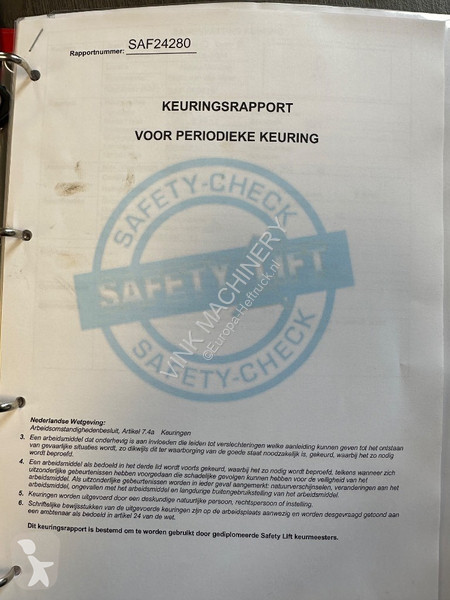 Rapportnummer: SAF24280
KEURINGSRAPPORT
VOOR PERIODIEKE KEURING
SAFETY-CHECK
SAFETY LIFT
SAFETY-CHECK
VINK MACHINERY
©Europa-Heftruck.nl
Nederlandse Wetgeving:
Arbeidsomstandighedenbesluit, Artikel 7.4a Keuringen
3. Een arbeidsmiddel dat onderhevig is aan invloeden die leiden tot verslechteringen welke aanleiding kunnen geven tot het ontstaan
van gevaarlijke situaties wordt, zo dikwijls dit ter waarborging van de goede staat noodzakelijk is, gekeurd, waarbij het zo nodig
wordt beproefd.
4. Een arbeidsmiddel als bedoeld in het derde lid wordt voorts gekeurd, waarbij het zo nodig wordt beproefd, telkens wanneer zich
uitzonderlijke gebeurtenissen hebben voorgedaan die schadelijke gevolgen kunnen hebben voor de veiligheid van het
arbeidsmiddel. Als uitzonderlijke gebeurtenissen worden in ieder geval aangemerkt: natuurverschijnselen, veranderingen aan het
arbeidsmiddel, ongevallen met het arbeidsmiddel en langdurige buitengebruikstelling van het arbeidsmiddel.
5. Keuringen worden uitgevoerd door een deskundige natuurlijke persoon, rechtspersoon of instelling.
6. Schriftelijke bewijsstukken van de uitgevoerde keuringen zijn op de arbeidsplaats aanwezig en worden desgevraagd getoond aan
een ambtenaar als bedoeld in artikel 24 van de wet.
Dit keuringsrapport is bestemd om te worden gebruikt door gediplomeerde Safety Lift keurmeesters.